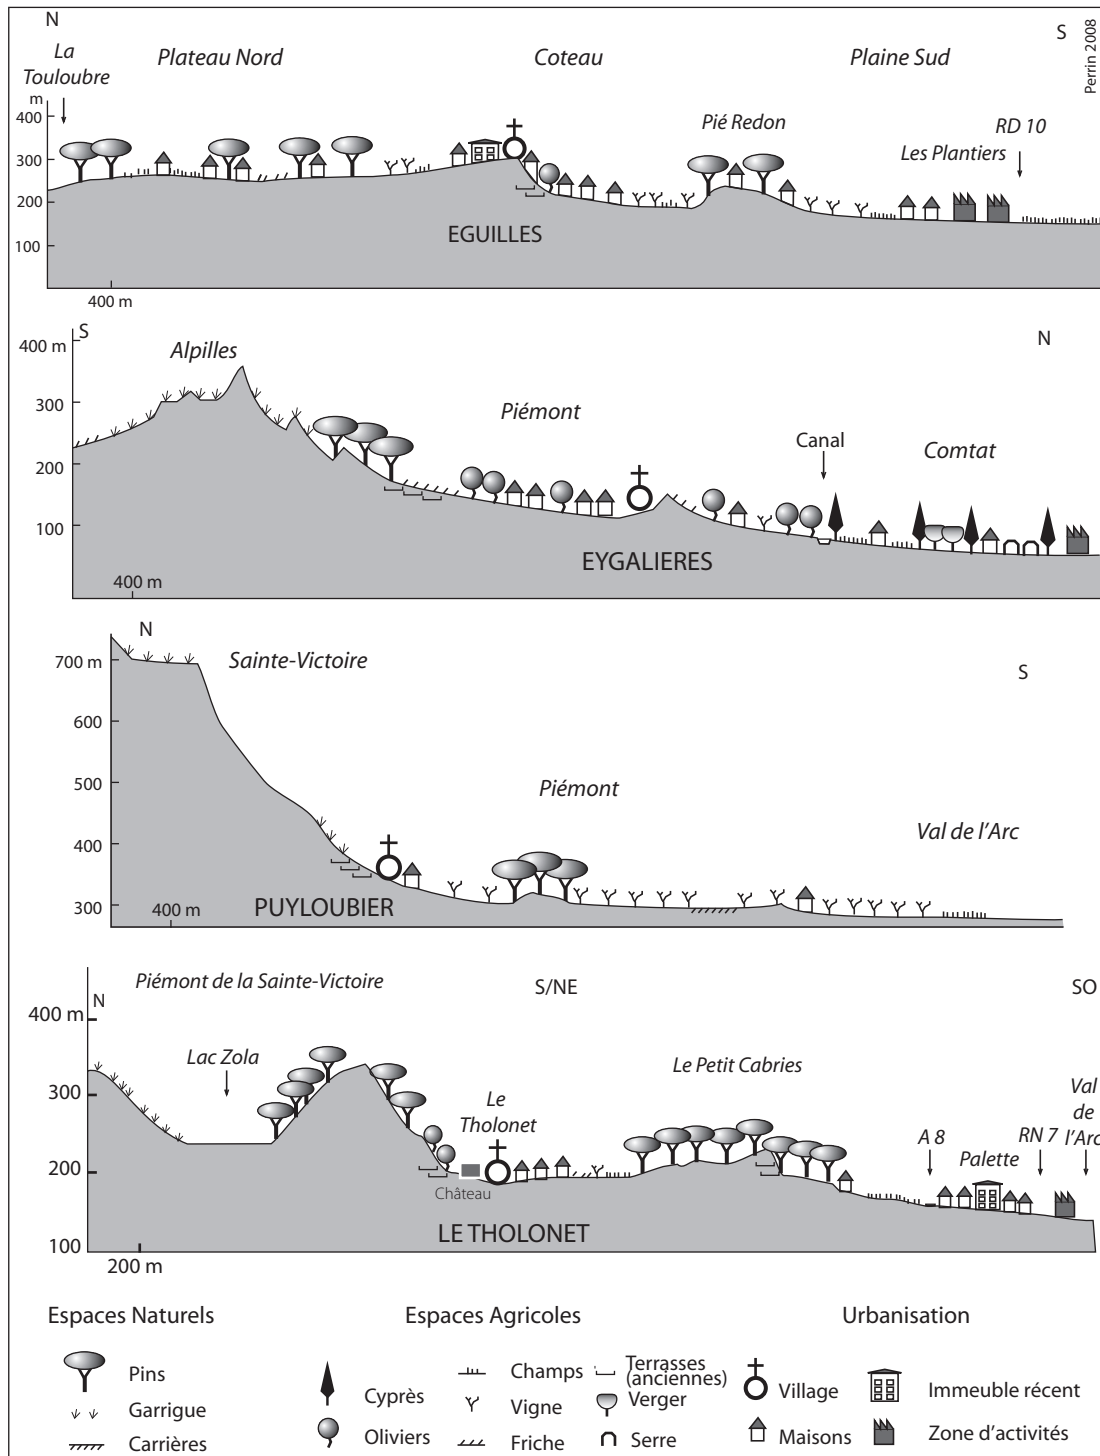 N
S
Perrin 2008
La
Touloubre
Plateau Nord
Coteau
Plaine Sud
m
400
300
200
100
Pié Redon
RD 10
Les Plantiers
EGUILLES
400 m
S
N
400 m
300
200
100
Alpilles
Piémont
Canal
Comtat
EYGALIERES
400 m
N
S
700 m
600
500
400
300
Sainte-Victoire
Piémont
Val de l'Arc
PUYLOUBIER
400 m
Piémont de la Sainte-Victoire
S/NE
SO
N
400 m
300
200
100
Lac Zola
Le
Tholonet
Le Petit Cabries
Val
de
l'Arc
A 8
RN 7
Palette
Château
LE THOLONET
200 m
Espaces Naturels
Pins
Garrigue
Carrières
Espaces Agricoles
Cyprès
Oliviers
Champs
Vigne
Friche
Terrasses
(anciennes)
Verger
Serre
Urbanisation
Village
Maisons
Immeuble récent
Zone d'activités